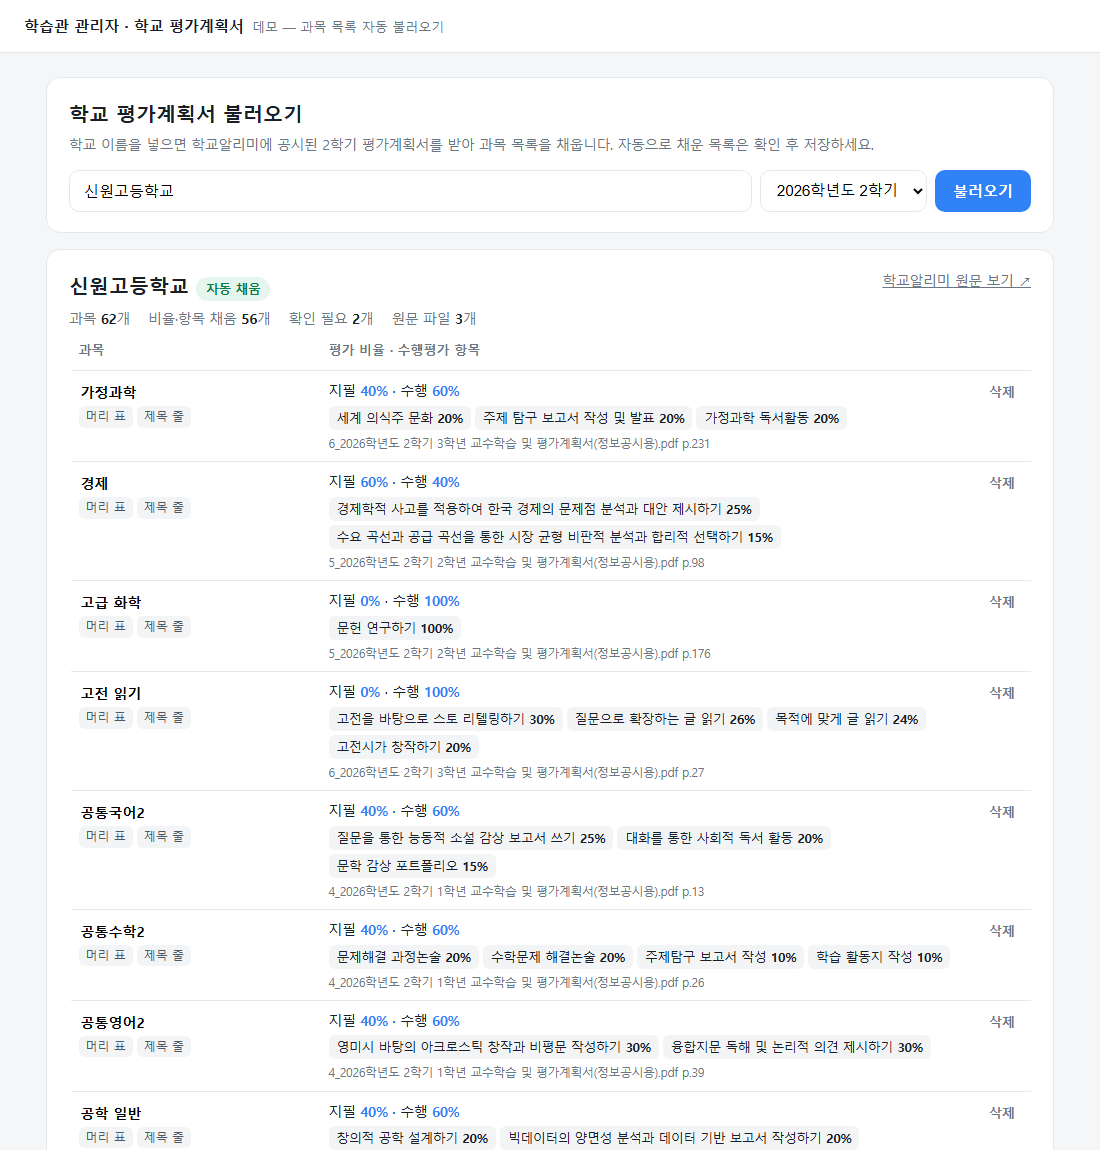 학습관 관리자 · 학교 평가계획서 데모 — 과목 목록 자동 불러오기
학교 평가계획서 불러오기
학교 이름을 넣으면 학교알리미에 공시된 2학기 평가계획서를 받아 과목 목록을 채웁니다. 자동으로 채운 목록은 확인 후 저장하세요.
신원고등학교 2026학년도 2학기 불러오기
신원고등학교 자동 채움 학교알리미 원문 보기 ↗
과목 62개 비율·항목 채움 56개 확인 필요 2개 원문 파일 3개
과목 평가 비율 · 수행평가 항목
가정과학 지필 40% · 수행 60% 삭제
머리 표 제목 줄 세계 의식주 문화 20% 주제 탐구 보고서 작성 및 발표 20% 가정과학 독서활동 20%
6_2026학년도 2학기 3학년 교수학습 및 평가계획서(정보공시용).pdf p.231
경제 지필 60% · 수행 40% 삭제
머리 표 제목 줄 경제학적 사고를 적용하여 한국 경제의 문제점 분석과 대안 제시하기 25%
수요 곡선과 공급 곡선을 통한 시장 균형 비판적 분석과 합리적 선택하기 15%
5_2026학년도 2학기 2학년 교수학습 및 평가계획서(정보공시용).pdf p.98
고급 화학 지필 0% · 수행 100% 삭제
머리 표 제목 줄 문헌 연구하기 100%
5_2026학년도 2학기 2학년 교수학습 및 평가계획서(정보공시용).pdf p.176
고전 읽기 지필 0% · 수행 100% 삭제
머리 표 제목 줄 고전을 바탕으로 스토 리텔링하기 30% 질문으로 확장하는 글 읽기 26% 목적에 맞게 글 읽기 24%
고전시가 창작하기 20%
6_2026학년도 2학기 3학년 교수학습 및 평가계획서(정보공시용).pdf p.27
공통국어2 지필 40% · 수행 60% 삭제
머리 표 제목 줄 질문을 통한 능동적 소설 감상 보고서 쓰기 25% 대화를 통한 사회적 독서 활동 20%
문학 감상 포트폴리오 15%
4_2026학년도 2학기 1학년 교수학습 및 평가계획서(정보공시용).pdf p.13
공통수학2 지필 40% · 수행 60% 삭제
머리 표 제목 줄 문제해결 과정논술 20% 수학문제 해결논술 20% 주제탐구 보고서 작성 10% 학습 활동지 작성 10%
4_2026학년도 2학기 1학년 교수학습 및 평가계획서(정보공시용).pdf p.26
공통영어2 지필 40% · 수행 60% 삭제
머리 표 제목 줄 영미시 바탕의 아크로스틱 창작과 비평문 작성하기 30% 융합지문 독해 및 논리적 의견 제시하기 30%
4_2026학년도 2학기 1학년 교수학습 및 평가계획서(정보공시용).pdf p.39
공학 일반 지필 40% · 수행 60% 삭제
머리 표 제목 줄 창의적 공학 설계하기 20% 빅데이터의 양면성 분석과 데이터 기반 보고서 작성하기 20%